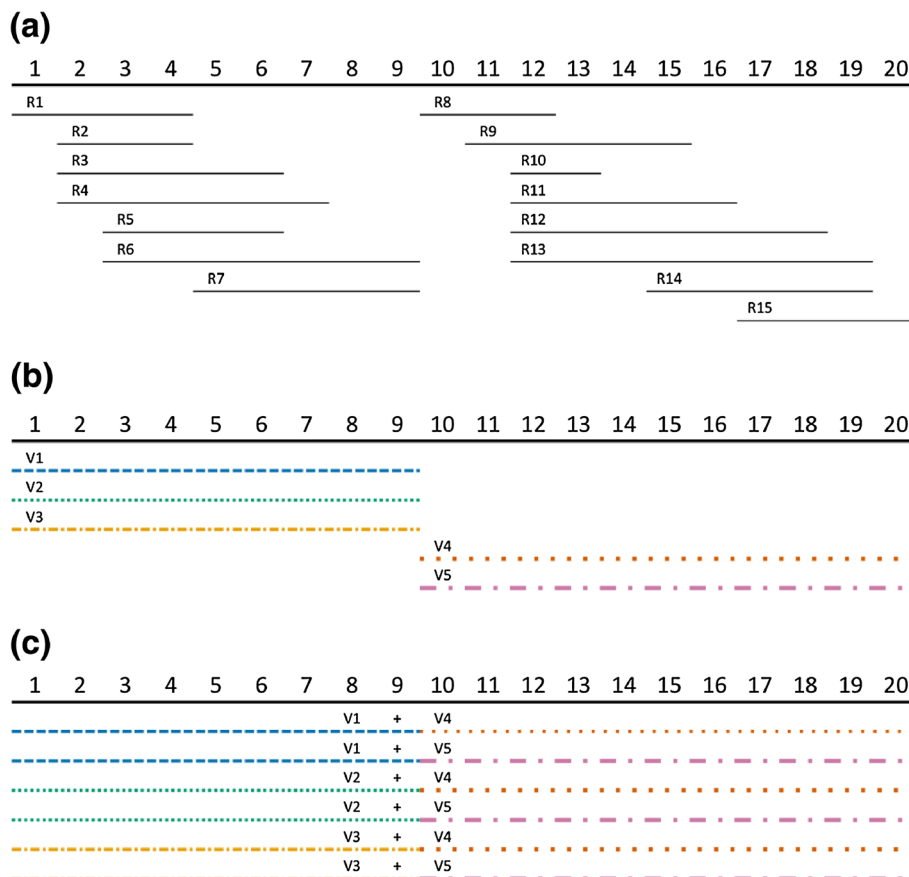 (a)
1 2 3 4 5 6 7 8 9 10 11 12 13 14 15 16 17 18 19 20
R1 R8
R2 R9
R3 R10
R4 R11
R5 R12
R6 R13
R7 R14
R15
(b)
1 2 3 4 5 6 7 8 9 10 11 12 13 14 15 16 17 18 19 20
V1
V2
V3
V4
V5
(c)
1 2 3 4 5 6 7 8 9 10 11 12 13 14 15 16 17 18 19 20
V1 + V4
V1 + V5
V2 + V4
V2 + V5
V3 + V4
V3 + V5